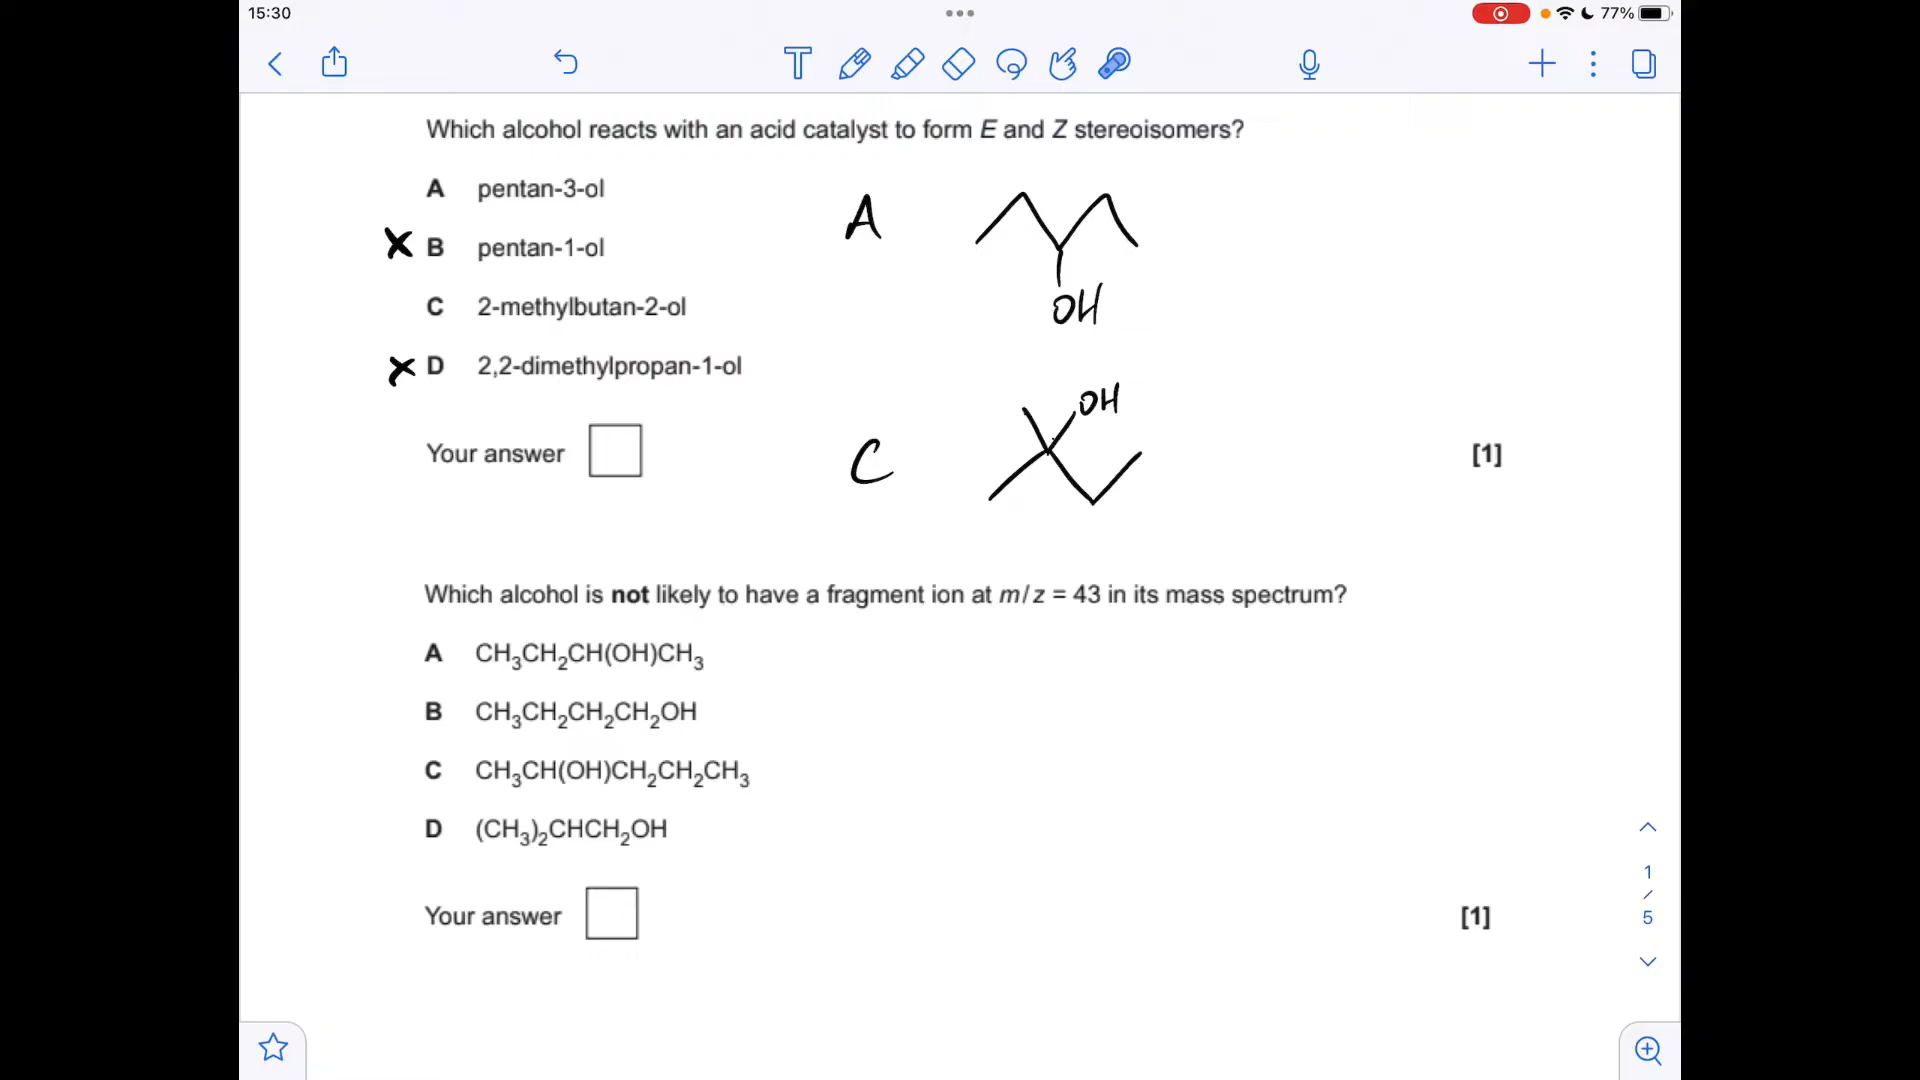 15:30
77%
Which alcohol reacts with an acid catalyst to form E and Z stereoisomers?
A pentan-3-ol
X B pentan-1-ol
C 2-methylbutan-2-ol
X D 2,2-dimethylpropan-1-ol
Your answer
[1]
A
OH
C
OH
Which alcohol is not likely to have a fragment ion at m/z = 43 in its mass spectrum?
A CH₃CH₂CH(OH)CH₃
B CH₃CH₂CH₂CH₂OH
C CH₃CH(OH)CH₂CH₂CH₃
D (CH₃)₂CHCH₂OH
Your answer
[1]
1
/
5